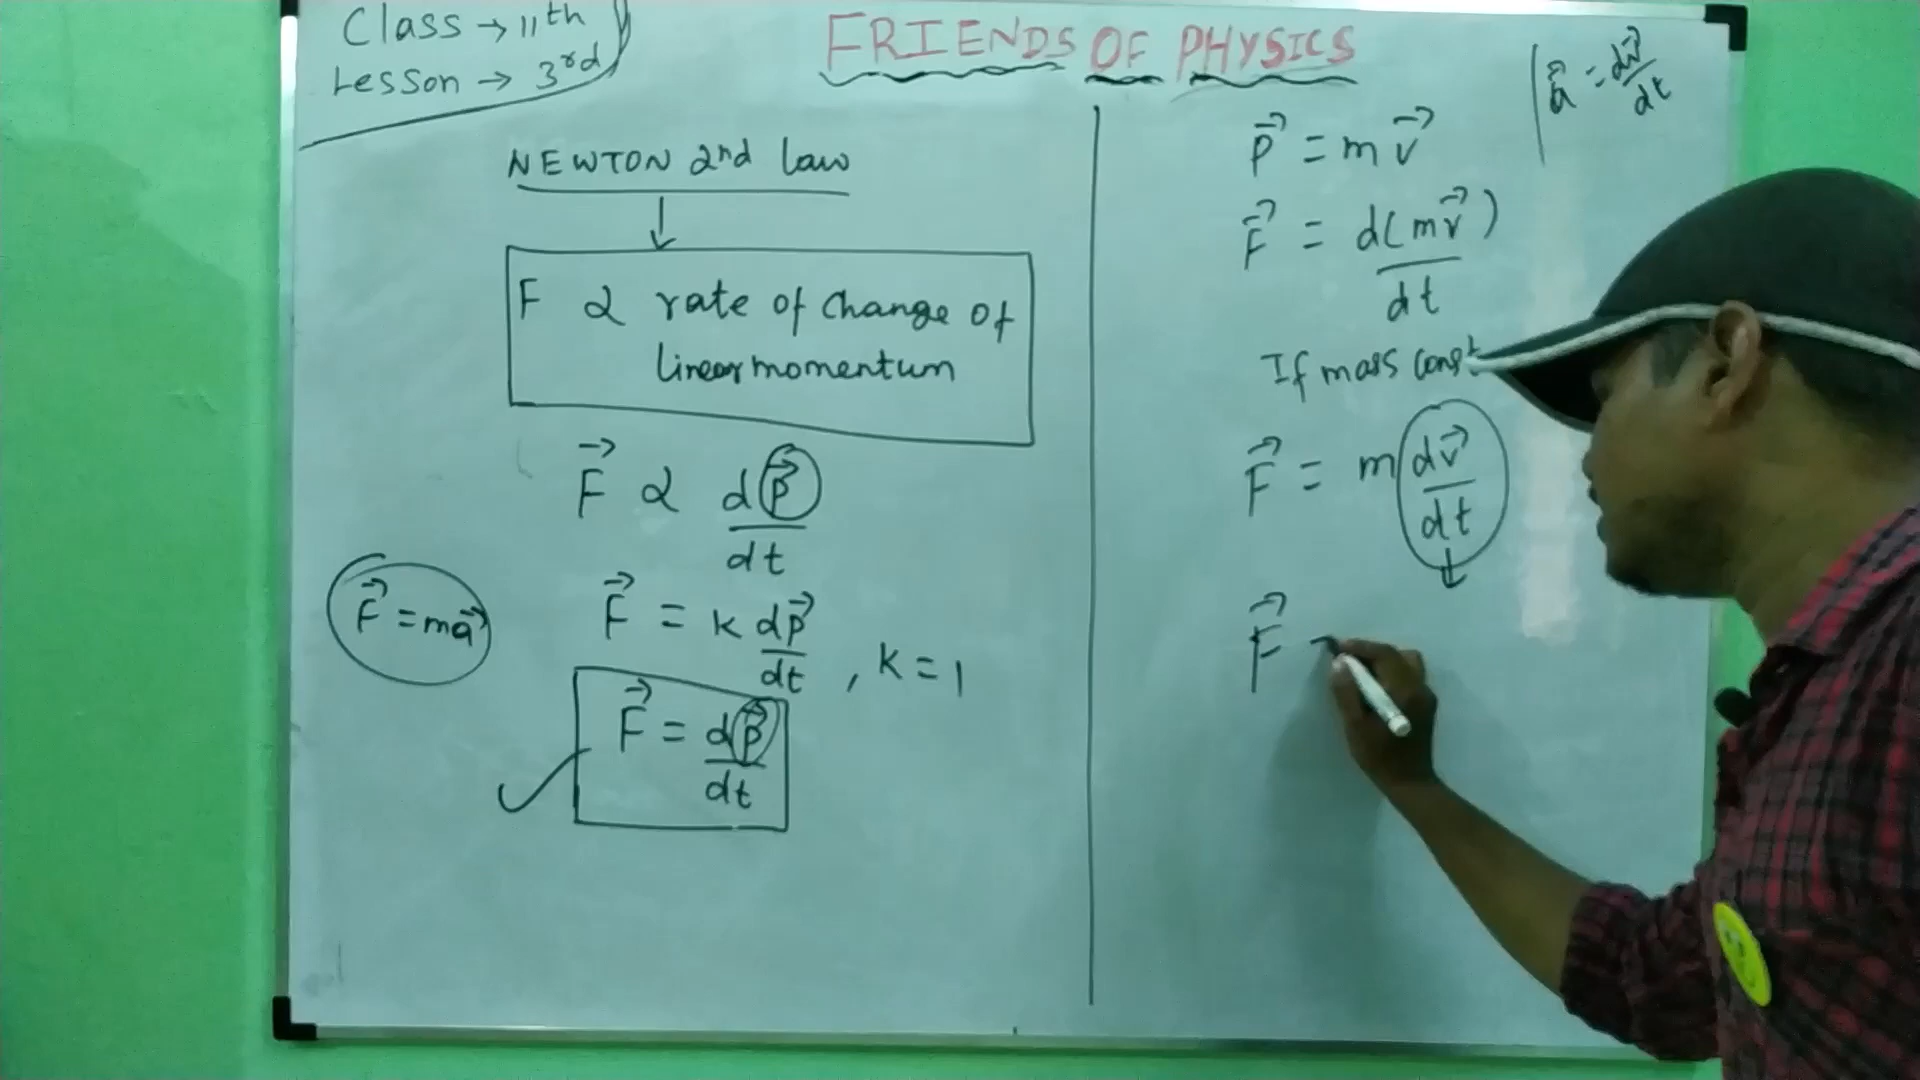 Class → 11th
Lesson → 3rd
FRIENDS OF PHYSICS
NEWTON 2nd law
↓
F α rate of change of
linear momentum
F⃗ α dp⃗/dt
F⃗ = ma⃗
F⃗ = k dp⃗/dt , k = 1
F⃗ = dp⃗/dt
a⃗ = dv⃗/dt
p⃗ = mv⃗
F⃗ = d(mv⃗)/dt
If mass const
F⃗ = m dv⃗/dt
↓
F⃗ =